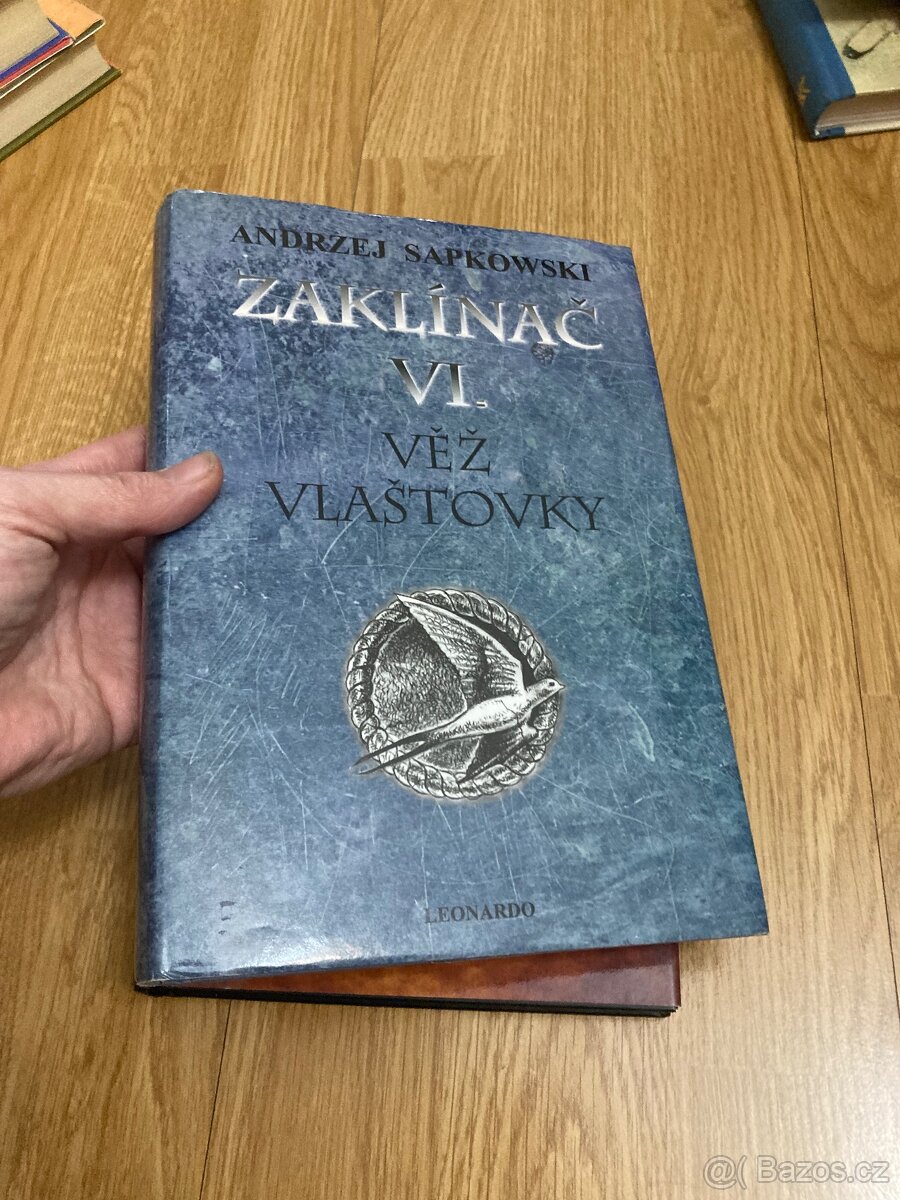 ANDRZEJ SAPKOWSKI
ZAKLÍNAČ
VI.
VĚŽ
VLAŠTOVKY
LEONARDO
@( Bazos.cz